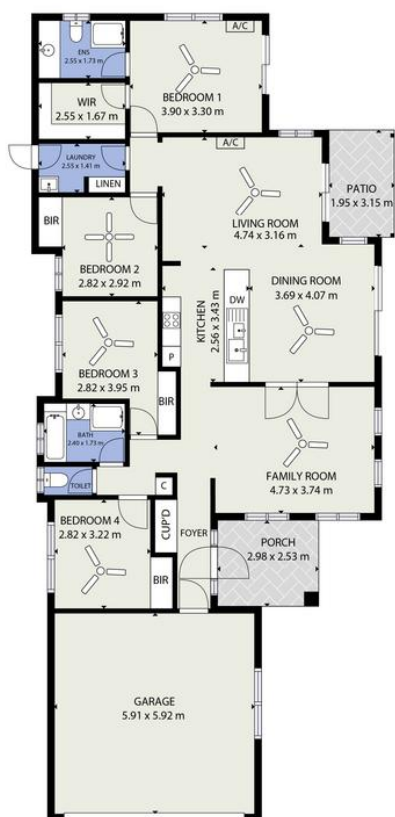 ENS
2.55 x 1.73 m
A/C
BEDROOM 1
3.90 x 3.30 m
WIR
2.55 x 1.67 m
LAUNDRY
2.55 x 1.41 m
LINEN
A/C
PATIO
1.95 x 3.15 m
LIVING ROOM
4.74 x 3.16 m
BIR
BEDROOM 2
2.82 x 2.92 m
KITCHEN
2.56 x 3.43 m
DW
DINING ROOM
3.69 x 4.07 m
P
BEDROOM 3
2.82 x 3.95 m
BIR
BATH
2.40 x 1.73 m
TOILET
C
FAMILY ROOM
4.73 x 3.74 m
BEDROOM 4
2.82 x 3.22 m
CUP'D
FOYER
PORCH
2.98 x 2.53 m
BIR
GARAGE
5.91 x 5.92 m